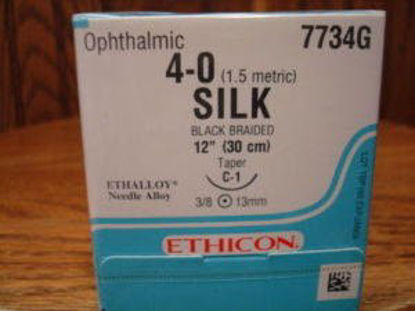 Ophthalmic 7734G
4-0 (1.5 metric)
SILK
BLACK BRAIDED
12" (30 cm)
Taper
C-1
ETHALLOY®
Needle Alloy
3/8 13mm
ETHICON